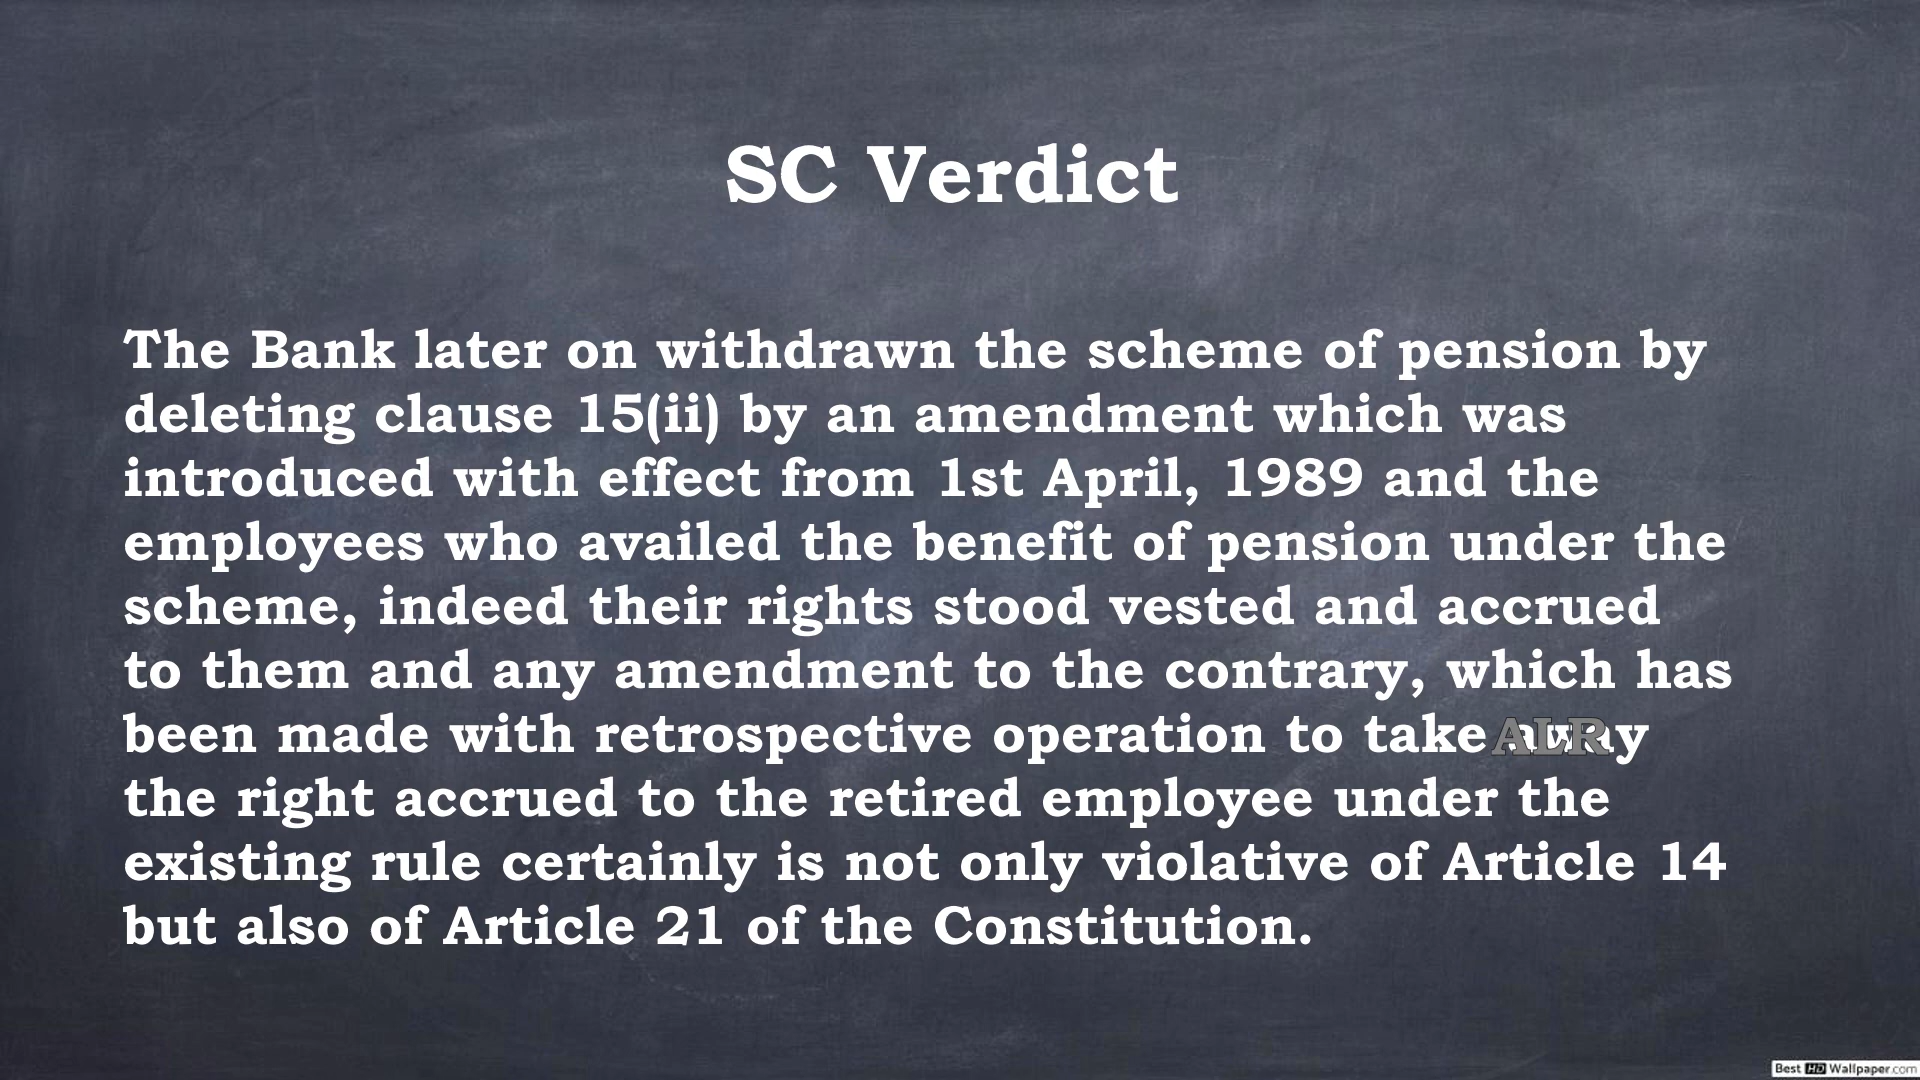 SC Verdict
The Bank later on withdrawn the scheme of pension by
deleting clause 15(ii) by an amendment which was
introduced with effect from 1st April, 1989 and the
employees who availed the benefit of pension under the
scheme, indeed their rights stood vested and accrued
to them and any amendment to the contrary, which has
been made with retrospective operation to take away
ALR
the right accrued to the retired employee under the
existing rule certainly is not only violative of Article 14
but also of Article 21 of the Constitution.
Best HD Wallpaper.com